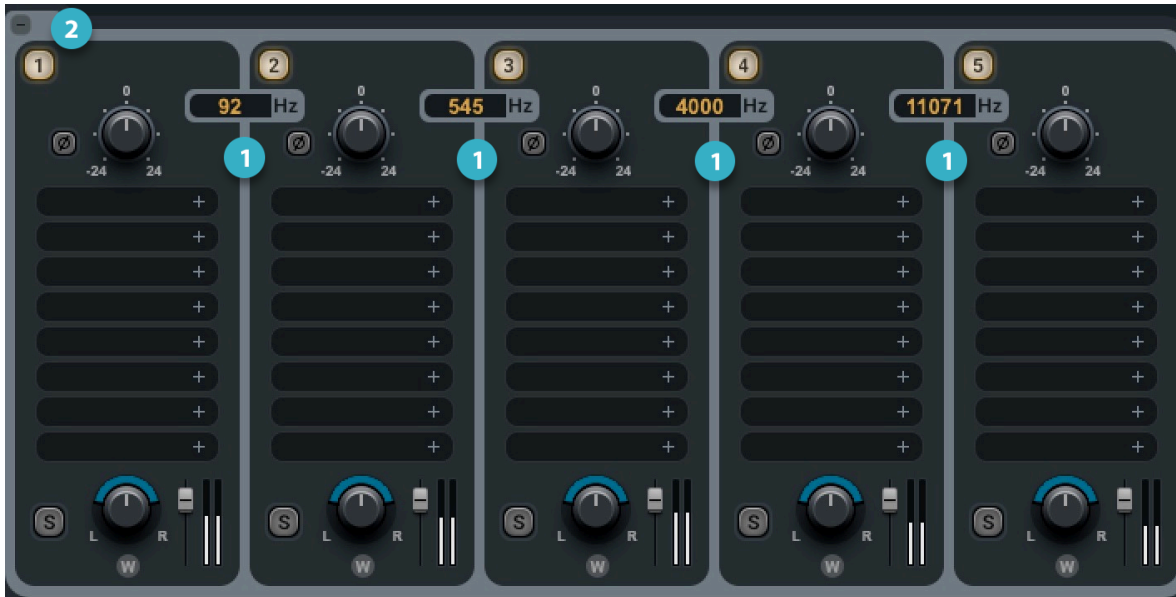 − 2
1 2 3 4 5
0 92 Hz 0 545 Hz 0 4000 Hz 0 11071 Hz 0
Ø Ø Ø Ø Ø
1 1 1 1
-24 24 -24 24 -24 24 -24 24 -24 24
+ + + + +
+ + + + +
+ + + + +
+ + + + +
+ + + + +
+ + + + +
+ + + + +
+ + + + +
S L R S L R S L R S L R S L R
W W W W W